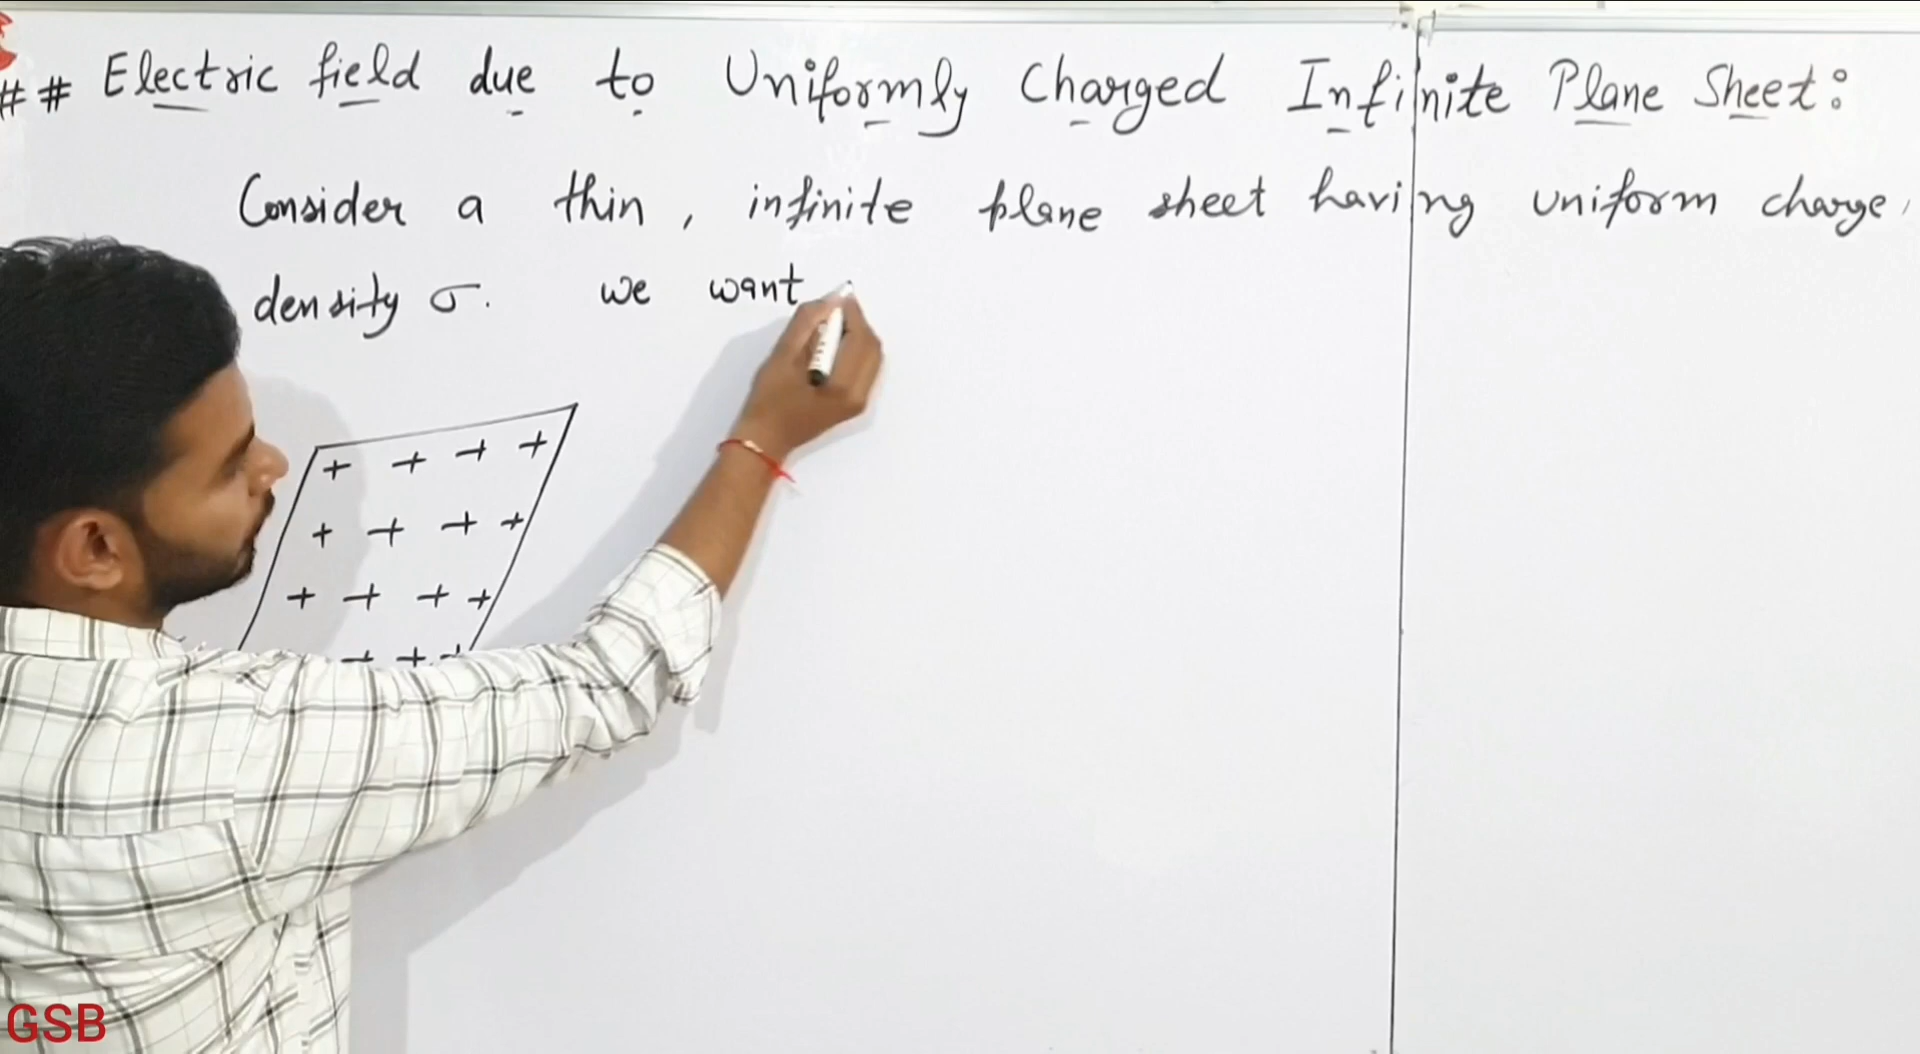 ## Electric field due to Uniformly Charged Infinite Plane Sheet:
Consider a thin, infinite plane sheet having uniform charge,
density σ. we want
+ + + +
+ + + +
+ + + +
+ + +
GSB